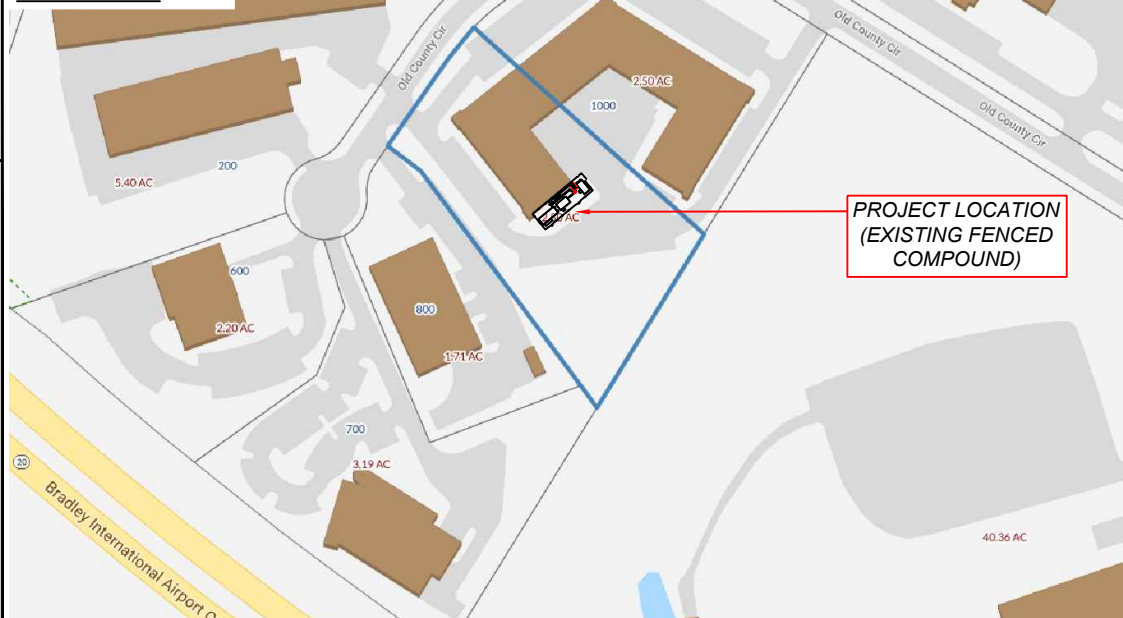 Old County Cir
Old County Cir
Old County Cir
2.50 AC
1000
200
5.40 AC
AC
PROJECT LOCATION
(EXISTING FENCED
COMPOUND)
600
2.20 AC
800
1.71 AC
700
3.19 AC
20
Bradley International Airport
40.36 AC